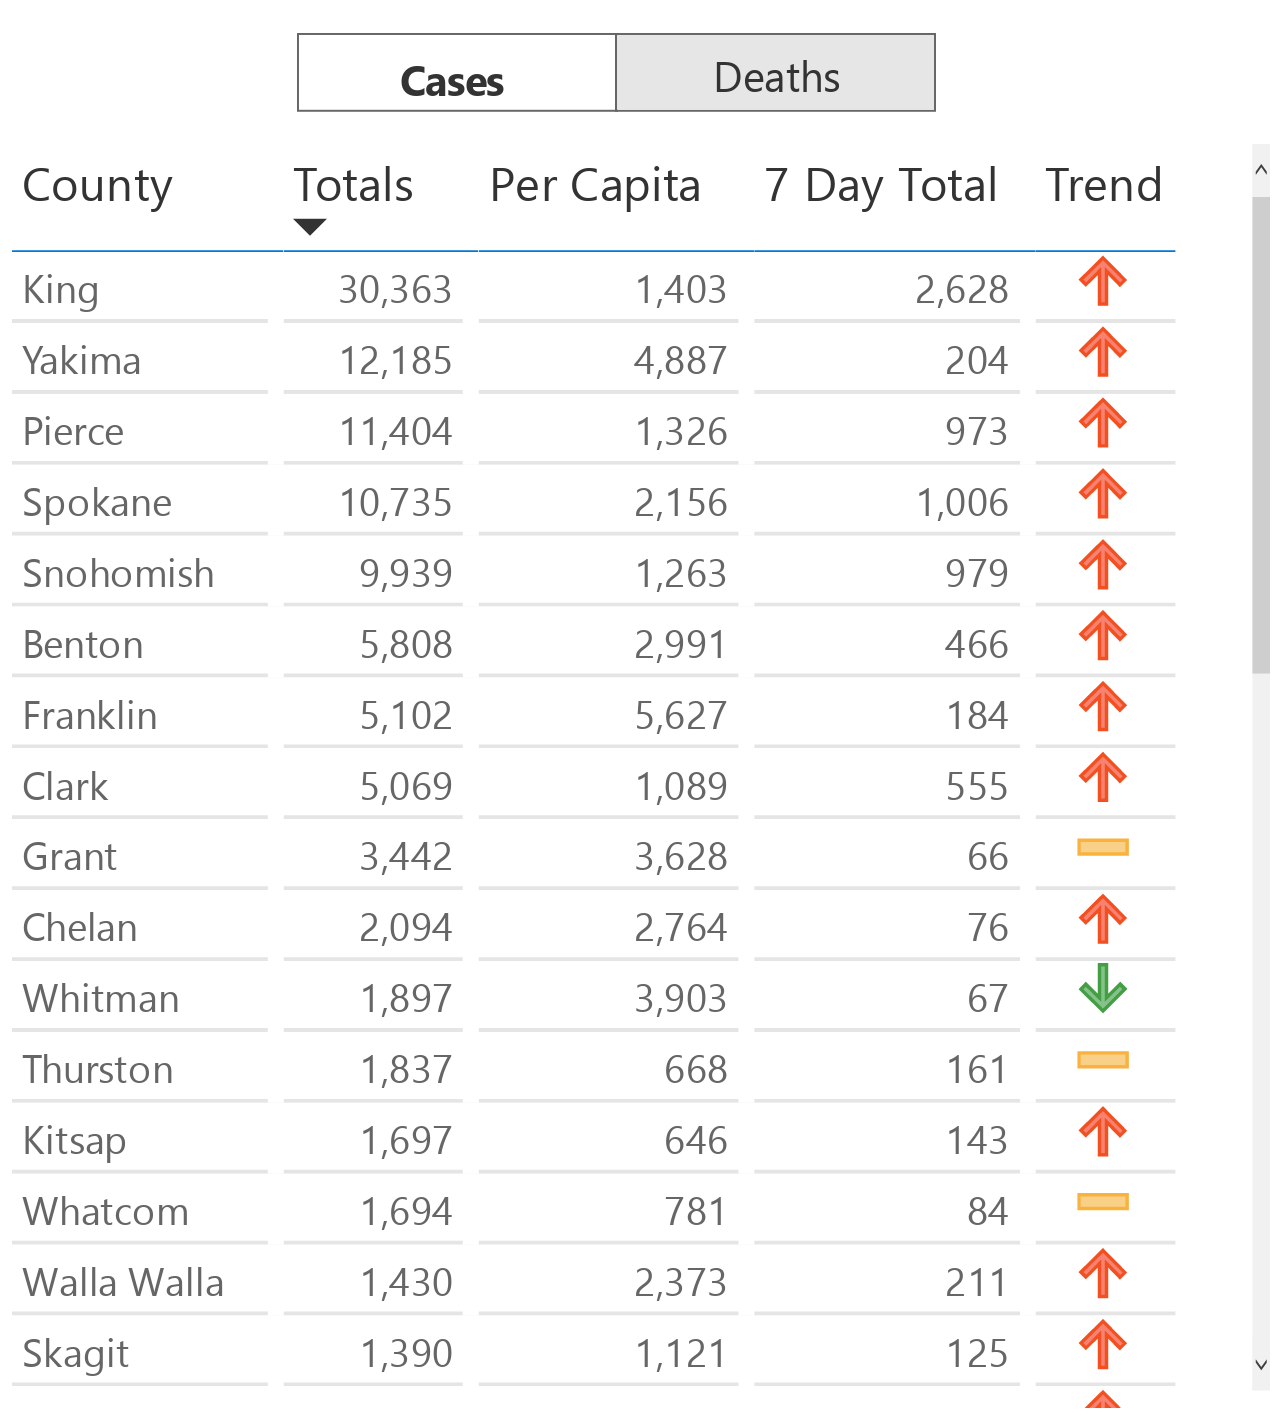 Cases Deaths
County Totals Per Capita 7 Day Total Trend
King 30,363 1,403 2,628
Yakima 12,185 4,887 204
Pierce 11,404 1,326 973
Spokane 10,735 2,156 1,006
Snohomish 9,939 1,263 979
Benton 5,808 2,991 466
Franklin 5,102 5,627 184
Clark 5,069 1,089 555
Grant 3,442 3,628 66
Chelan 2,094 2,764 76
Whitman 1,897 3,903 67
Thurston 1,837 668 161
Kitsap 1,697 646 143
Whatcom 1,694 781 84
Walla Walla 1,430 2,373 211
Skagit 1,390 1,121 125